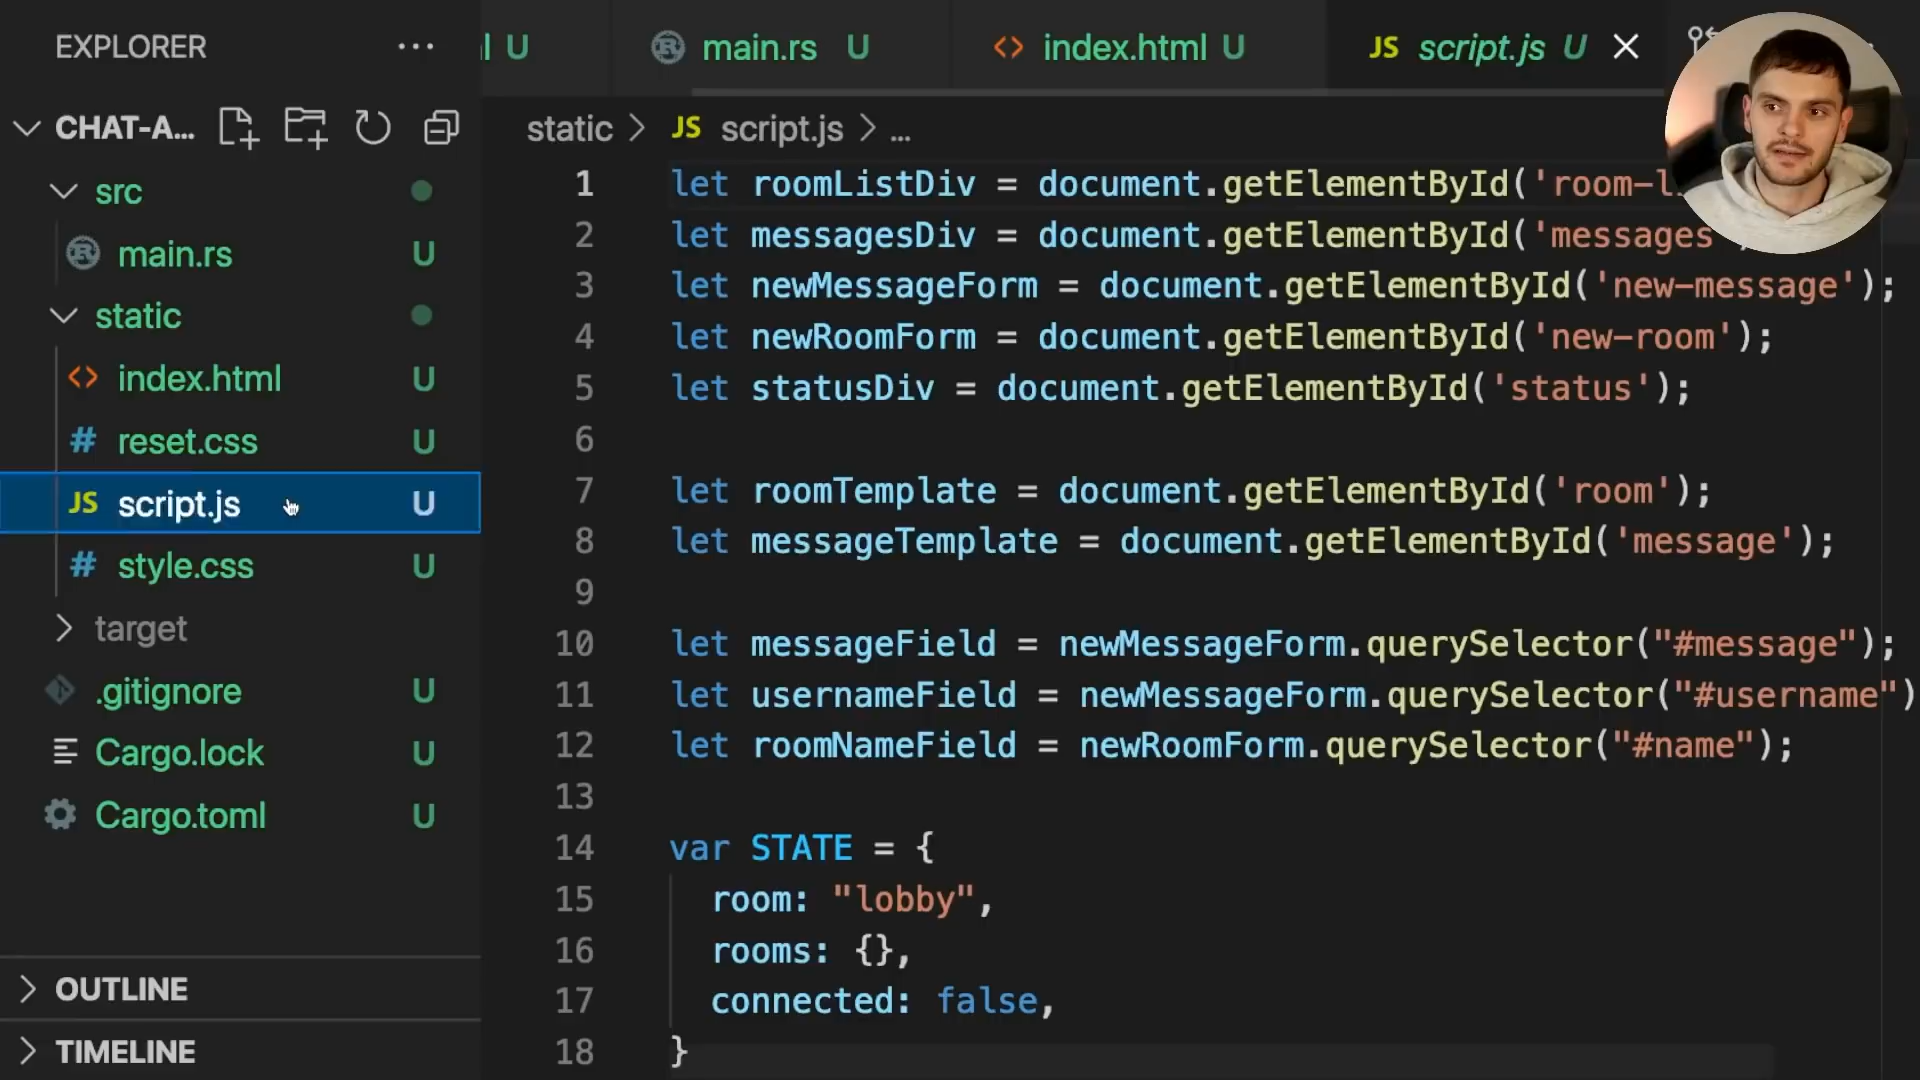 EXPLORER
CHAT-A...
src
main.rs U
static
index.html U
reset.css U
JS script.js U
style.css U
target
.gitignore U
Cargo.lock U
Cargo.toml U
OUTLINE
TIMELINE
U
main.rs U
index.html U
JS script.js U
static > JS script.js > ...
1 let roomListDiv = document.getElementById('room-
2 let messagesDiv = document.getElementById('messages
3 let newMessageForm = document.getElementById('new-message');
4 let newRoomForm = document.getElementById('new-room');
5 let statusDiv = document.getElementById('status');
6
7 let roomTemplate = document.getElementById('room');
8 let messageTemplate = document.getElementById('message');
9
10 let messageField = newMessageForm.querySelector("#message");
11 let usernameField = newMessageForm.querySelector("#username")
12 let roomNameField = newRoomForm.querySelector("#name");
13
14 var STATE = {
15 room: "lobby",
16 rooms: {},
17 connected: false,
18 }